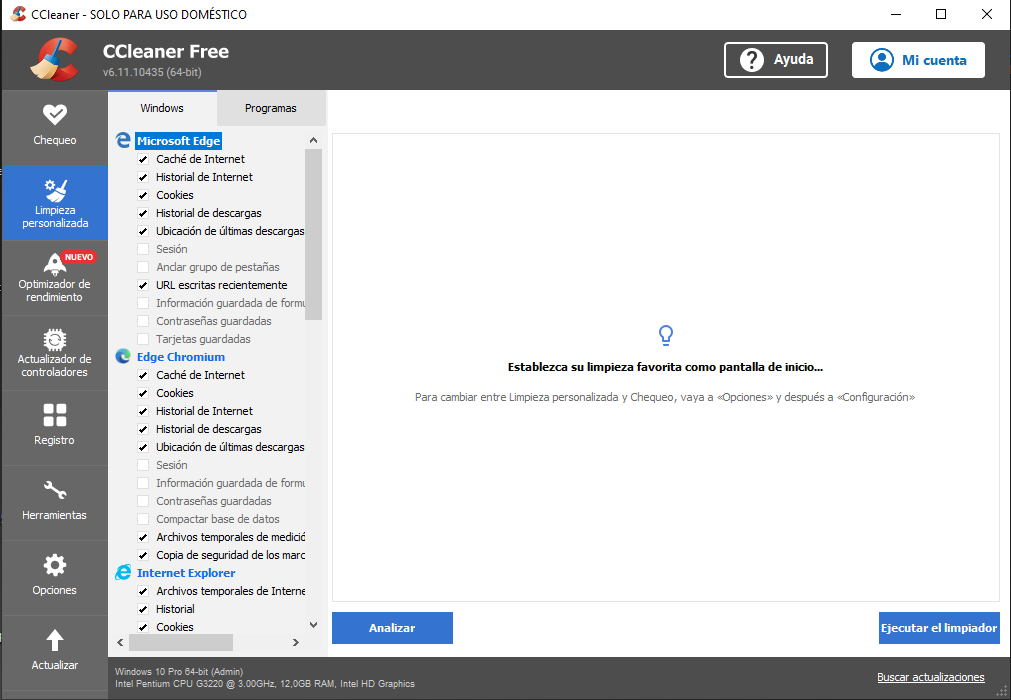 CCleaner - SOLO PARA USO DOMÉSTICO
CCleaner Free
v6.11.10435 (64-bit)
Ayuda
Mi cuenta
Chequeo
Limpieza
personalizada
NUEVO
Optimizador de
rendimiento
Actualizador de
controladores
Registro
Herramientas
Opciones
Actualizar
Windows
Programas
Microsoft Edge
Caché de Internet
Historial de Internet
Cookies
Historial de descargas
Ubicación de últimas descargas
Sesión
Anclar grupo de pestañas
URL escritas recientemente
Información guardada de formu
Contraseñas guardadas
Tarjetas guardadas
Edge Chromium
Caché de Internet
Cookies
Historial de Internet
Historial de descargas
Ubicación de últimas descargas
Sesión
Información guardada de formu
Contraseñas guardadas
Compactar base de datos
Archivos temporales de medició
Copia de seguridad de los marc
Internet Explorer
Archivos temporales de Interne
Historial
Cookies
Establezca su limpieza favorita como pantalla de inicio...
Para cambiar entre Limpieza personalizada y Chequeo, vaya a «Opciones» y después a «Configuración»
Analizar
Ejecutar el limpiador
Windows 10 Pro 64-bit (Admin)
Intel Pentium CPU G3220 @ 3.00GHz, 12,0GB RAM, Intel HD Graphics
Buscar actualizaciones